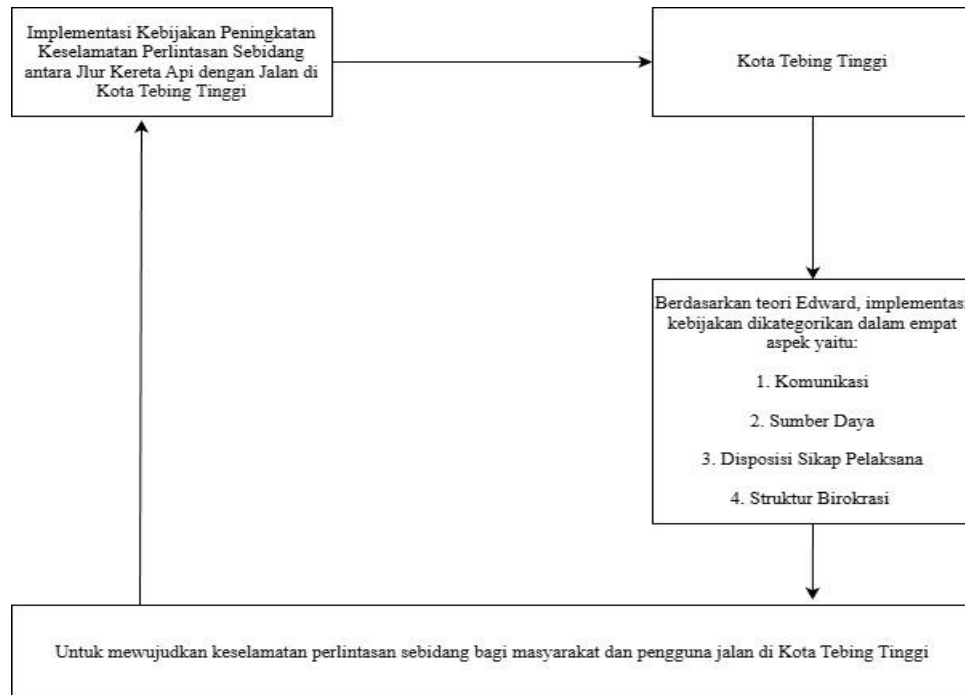 Implementasi Kebijakan Peningkatan
Keselamatan Perlintasan Sebidang
antara Jlur Kereta Api dengan Jalan di
Kota Tebing Tinggi
Kota Tebing Tinggi
Berdasarkan teori Edward, implementasi
kebijakan dikategorikan dalam empat
aspek yaitu:
1. Komunikasi
2. Sumber Daya
3. Disposisi Sikap Pelaksana
4. Struktur Birokrasi
Untuk mewujudkan keselamatan perlintasan sebidang bagi masyarakat dan pengguna jalan di Kota Tebing Tinggi